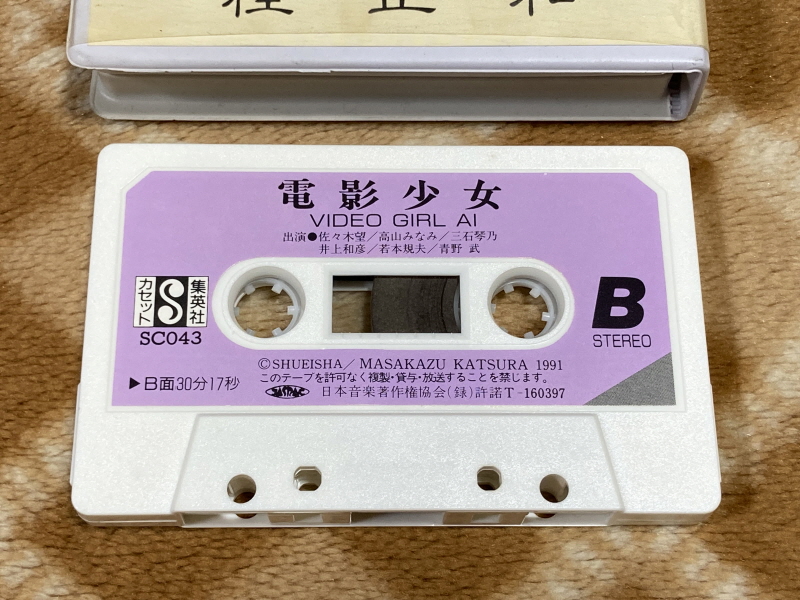 桂正和
電影少女
VIDEO GIRL AI
出演●佐々木望／高山みなみ／三石琴乃
井上和彦／若本規夫／青野 武
集英社
S
カセット
SC043
B
STEREO
©SHUEISHA／MASAKAZU KATSURA 1991
▶B面30分17秒
このテープを許可なく複製・貸与・放送することを禁じます。
JASRAC 日本音楽著作権協会(録)許諾T-160397